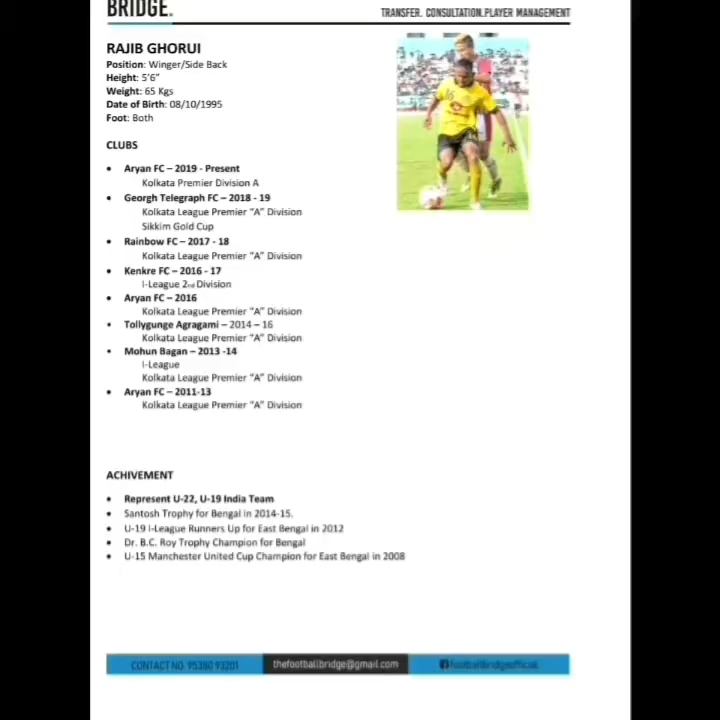 BRIDGE.
TRANSFER. CONSULTATION.PLAYER MANAGEMENT
RAJIB GHORUI
Position: Winger/Side Back
Height: 5'6"
Weight: 65 Kgs
Date of Birth: 08/10/1995
Foot: Both
CLUBS
• Aryan FC – 2019 - Present
Kolkata Premier Division A
• Georgh Telegraph FC – 2018 - 19
Kolkata League Premier "A" Division
Sikkim Gold Cup
• Rainbow FC – 2017 - 18
Kolkata League Premier "A" Division
• Kenkre FC – 2016 - 17
I-League 2nd Division
• Aryan FC – 2016
Kolkata League Premier "A" Division
• Tollygunge Agragami – 2014 – 16
Kolkata League Premier "A" Division
• Mohun Bagan – 2013 -14
I-League
Kolkata League Premier "A" Division
• Aryan FC – 2011-13
Kolkata League Premier "A" Division
ACHIVEMENT
• Represent U-22, U-19 India Team
• Santosh Trophy for Bengal in 2014-15.
• U-19 I-League Runners Up for East Bengal in 2012
• Dr. B.C. Roy Trophy Champion for Bengal
• U-15 Manchester United Cup Champion for East Bengal in 2008
CONTACT NO. 95380 93201
thefootballbridge@gmail.com
footballbridgeofficial